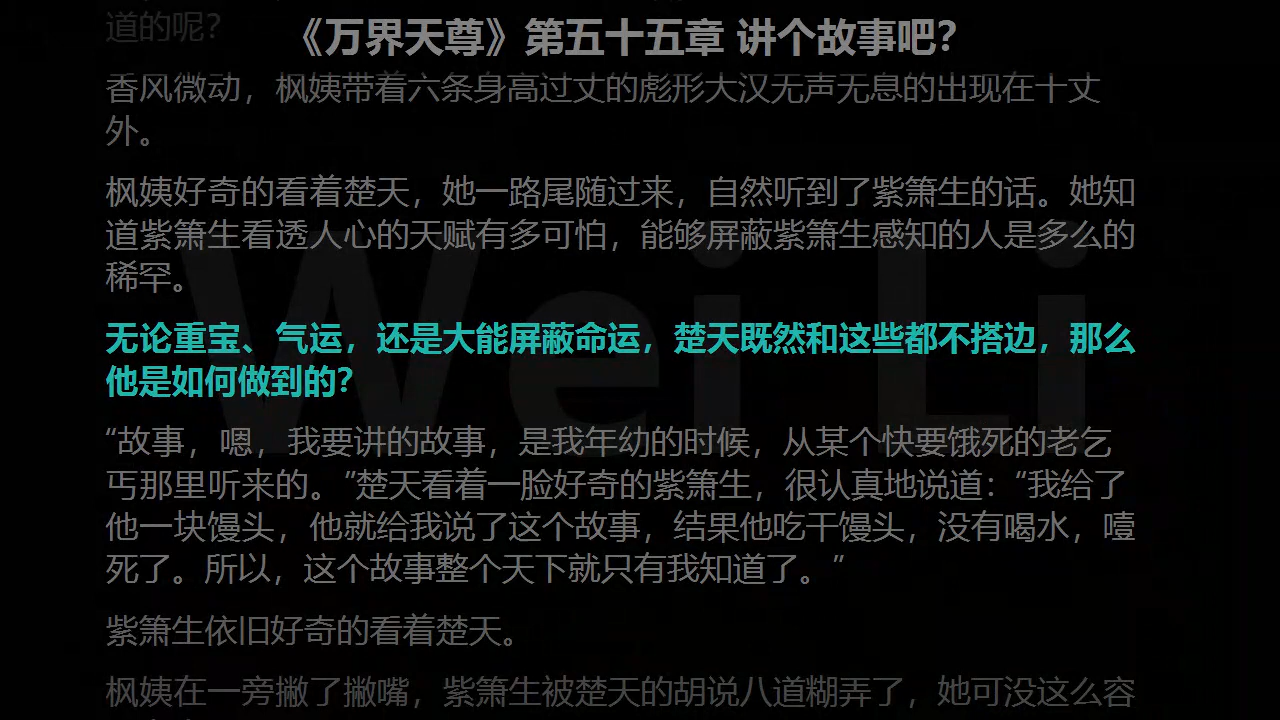 道的呢？
《万界天尊》第五十五章 讲个故事吧？
香风微动，枫姨带着六条身高过丈的彪形大汉无声无息的出现在十丈
外。
枫姨好奇的看着楚天，她一路尾随过来，自然听到了紫箫生的话。她知
道紫箫生看透人心的天赋有多可怕，能够屏蔽紫箫生感知的人是多么的
稀罕。
无论重宝、气运，还是大能屏蔽命运，楚天既然和这些都不搭边，那么
他是如何做到的？
“故事，嗯，我要讲的故事，是我年幼的时候，从某个快要饿死的老乞
丐那里听来的。”楚天看着一脸好奇的紫箫生，很认真地说道：“我给了
他一块馒头，他就给我说了这个故事，结果他吃干馒头，没有喝水，噎
死了。所以，这个故事整个天下就只有我知道了。”
紫箫生依旧好奇的看着楚天。
枫姨在一旁撇了撇嘴，紫箫生被楚天的胡说八道糊弄了，她可没这么容
Wei Li